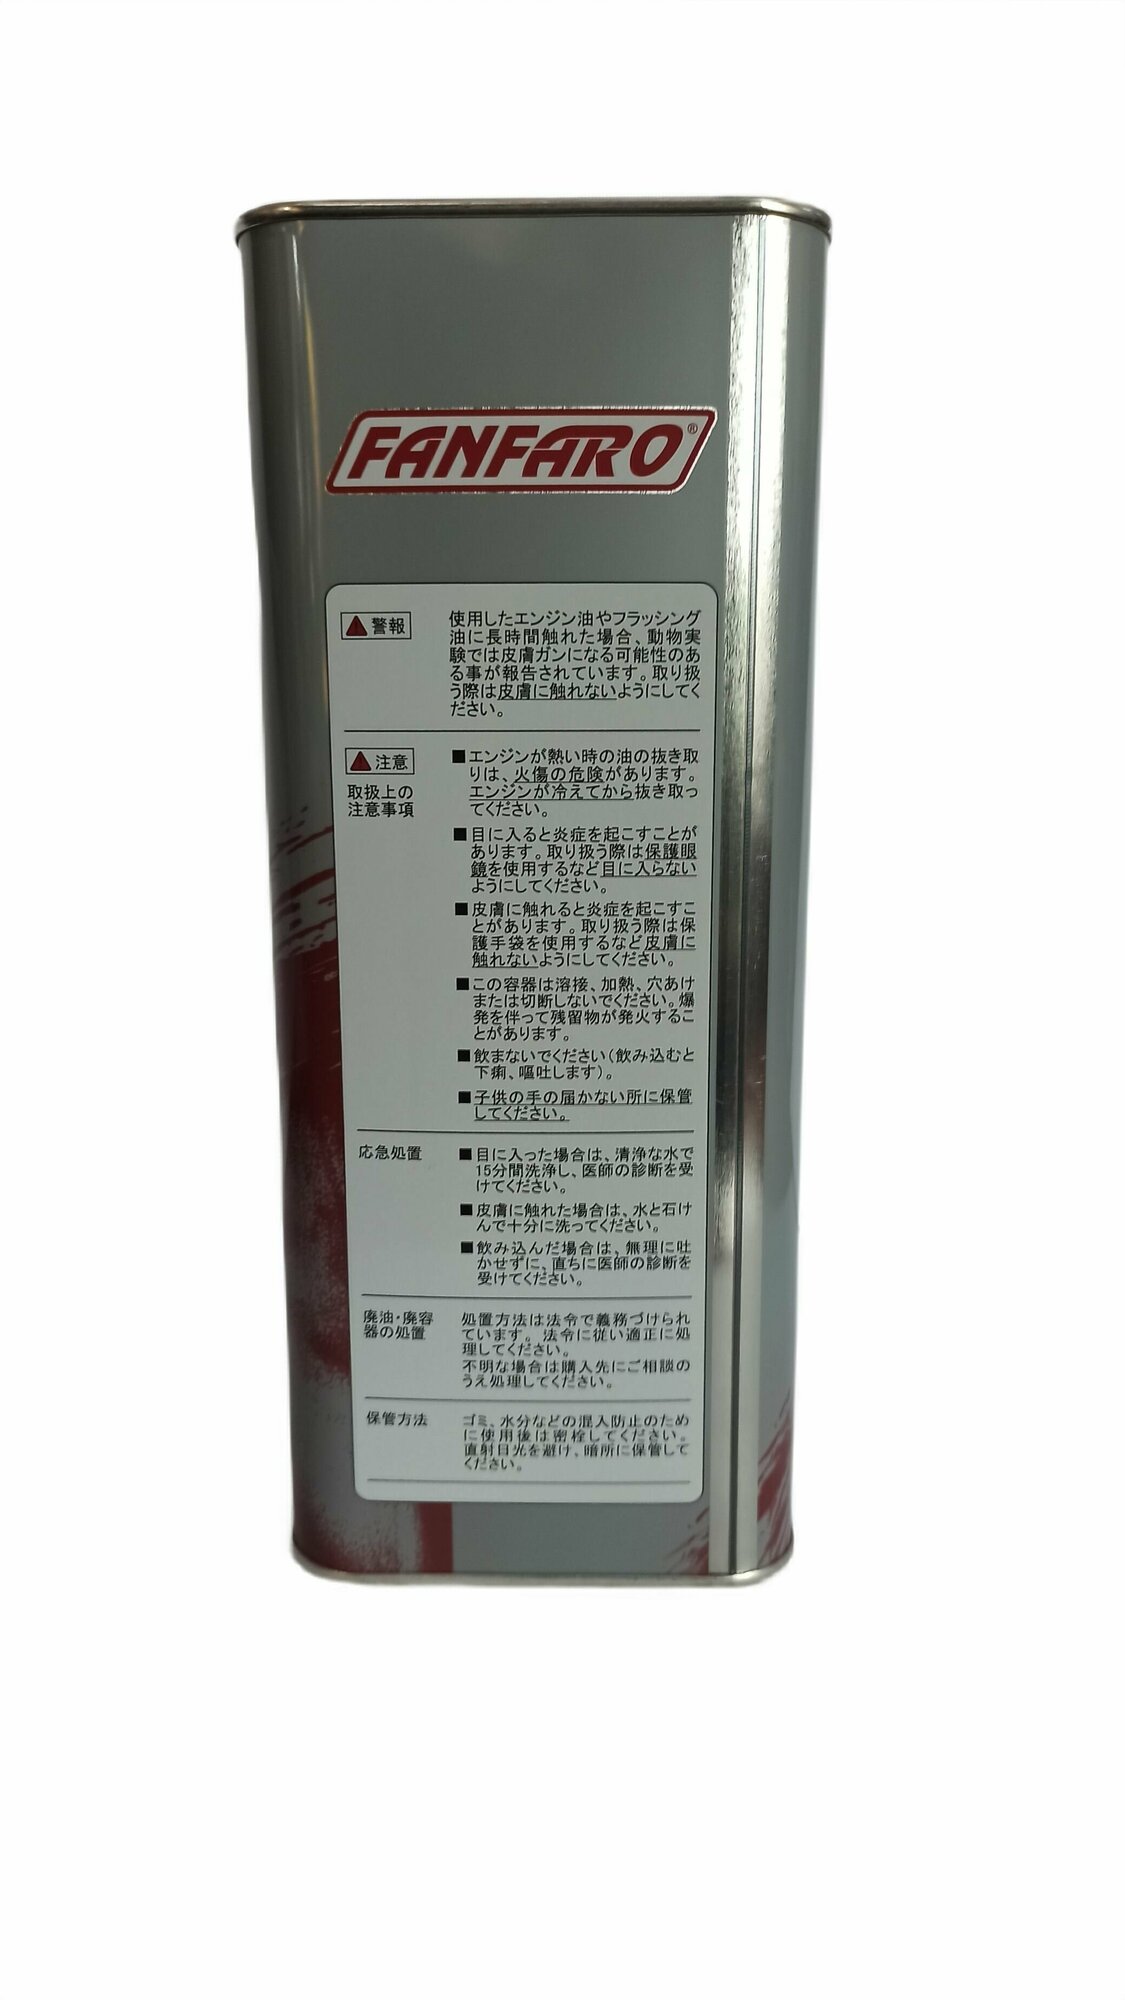 FANFARO®
警報
使用したエンジン油やフラッシング
油に長時間触れた場合、動物実
験では皮膚ガンになる可能性のあ
る事が報告されています。取り扱
う際は皮膚に触れないようにしてく
ださい。
注意
取扱上の
注意事項
■エンジンが熱い時の油の抜き取
りは、火傷の危険があります。
エンジンが冷えてから抜き取っ
てください。
■目に入ると炎症を起こすことが
あります。取り扱う際は保護眼
鏡を使用するなど目に入らない
ようにしてください。
■皮膚に触れると炎症を起こすこ
とがあります。取り扱う際は保
護手袋を使用するなど皮膚に
触れないようにしてください。
■この容器は溶接、加熱、穴あけ
または切断しないでください。爆
発を伴って残留物が発火するこ
とがあります。
■飲まないでください(飲み込むと
下痢、嘔吐します)。
■子供の手の届かない所に保管
してください。
応急処置
■目に入った場合は、清浄な水で
15分間洗浄し、医師の診断を受
けてください。
■皮膚に触れた場合は、水と石け
んで十分に洗ってください。
■飲み込んだ場合は、無理に吐
かせずに、直ちに医師の診断を
受けてください。
廃油・廃容
器の処置
処置方法は法令で義務づけられ
ています。法令に従い適正に処
理してください。
不明な場合は購入先にご相談の
うえ処理してください。
保管方法
ゴミ、水分などの混入防止のため
に使用後は密栓してください。
直射日光を避け、暗所に保管して
ください。